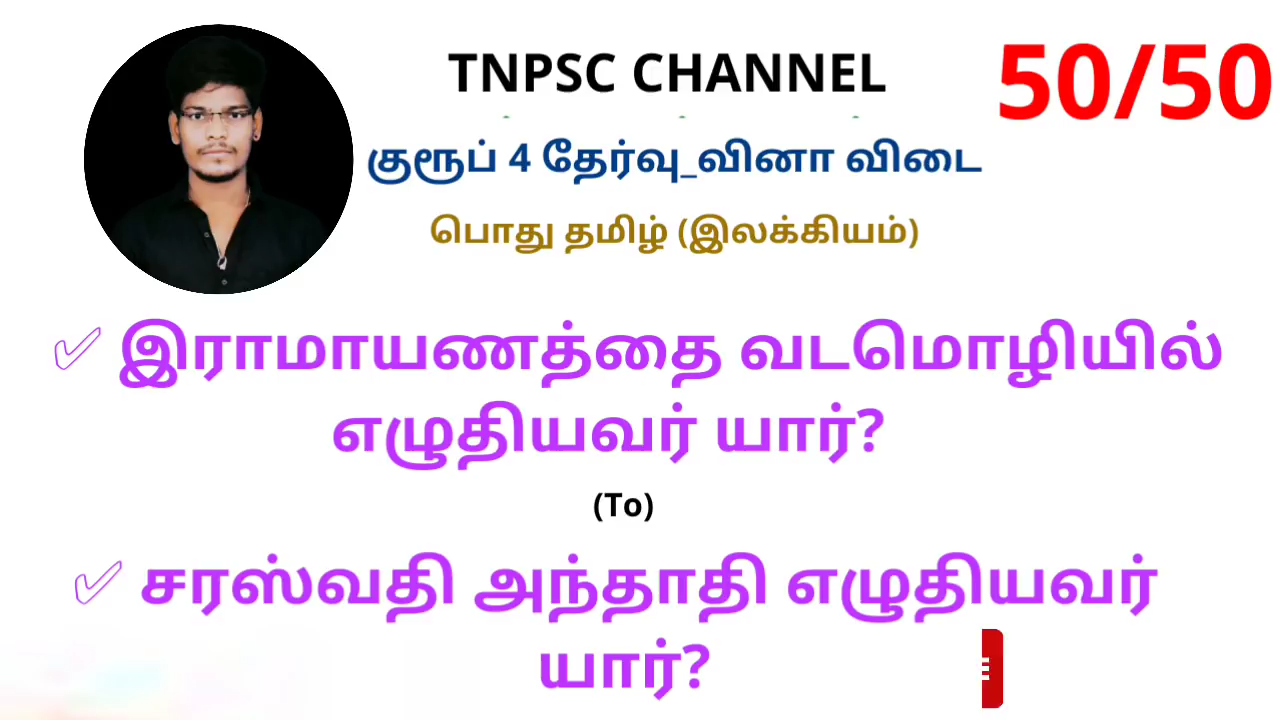 TNPSC CHANNEL
50/50
குரூப் 4 தேர்வு_வினா விடை
பொது தமிழ் (இலக்கியம்)
✅ இராமாயணத்தை வடமொழியில்
எழுதியவர் யார்?
(To)
✅ சரஸ்வதி அந்தாதி எழுதியவர்
யார்?